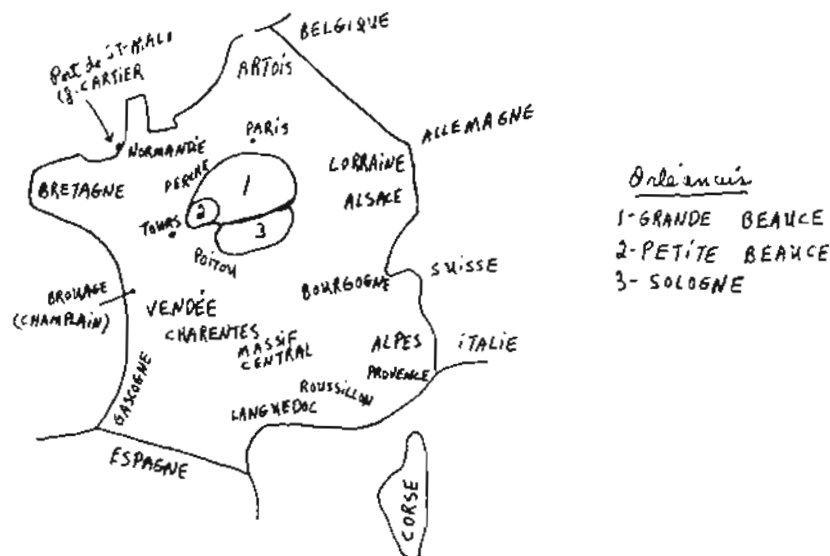 BELGIQUE
Port de ST-MALO
(J. CARTIER
ARTOIS
ALLEMAGNE
PARIS
NORMANDIE
LORRAINE
PERCHE
1
BRETAGNE
ALSACE
2
TOURS
3
POITOU
SUISSE
BOURGOGNE
BROUAGE
(CHAMPLAIN)
VENDÉE
CHARENTES
MASSIF
CENTRAL
ALPES
ITALIE
PROVENCE
ROUSSILLON
GASCOGNE
LANGUEDOC
ESPAGNE
CORSE
Orléanais
1-GRANDE BEAUCE
2-PETITE BEAUCE
3- SOLOGNE